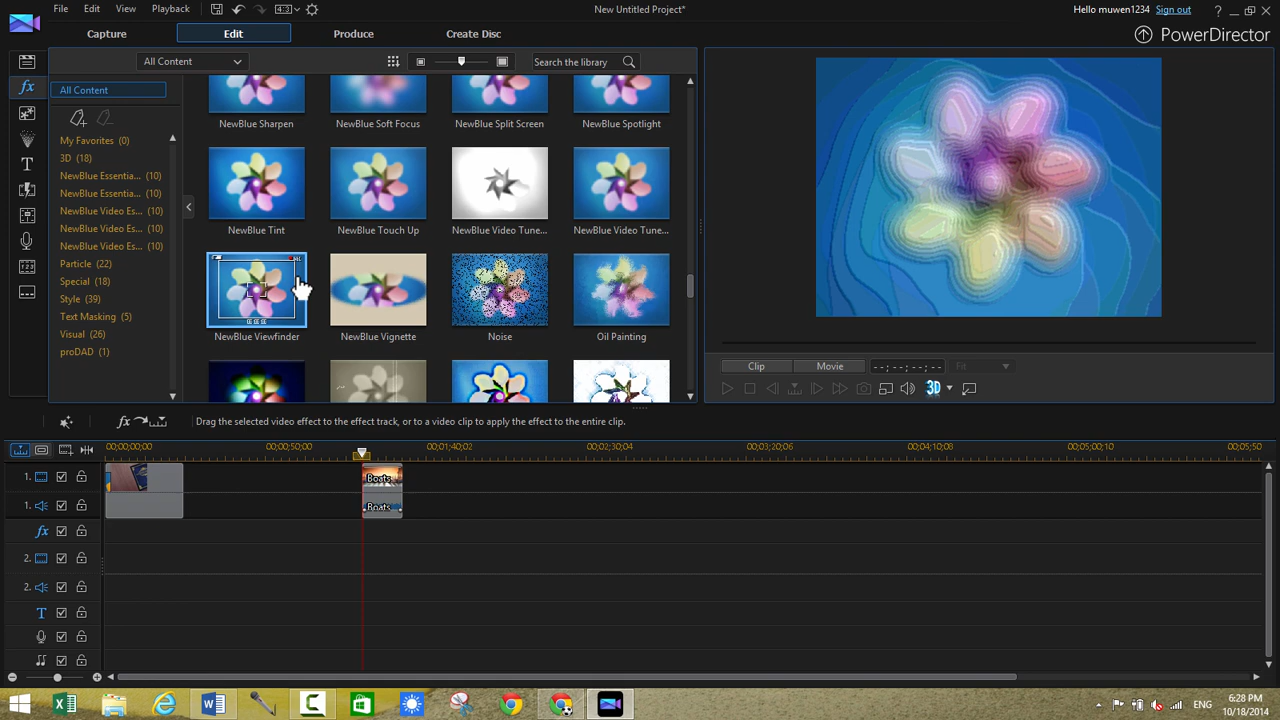 File Edit View Playback 4:3 New Untitled Project* Hello muwen1234 Sign out ?
Capture Edit Produce Create Disc PowerDirector
All Content Search the library
fx All Content
My Favorites (0)
3D (18)
NewBlue Essentia... (10)
NewBlue Essentia... (10)
NewBlue Video Es... (10)
NewBlue Video Es... (10)
NewBlue Video Es... (10)
Particle (22)
Special (18)
Style (39)
Text Masking (5)
Visual (26)
proDAD (1)
T
NewBlue Sharpen NewBlue Soft Focus NewBlue Split Screen NewBlue Spotlight
NewBlue Tint NewBlue Touch Up NewBlue Video Tune... NewBlue Video Tune...
NewBlue Viewfinder NewBlue Vignette Noise Oil Painting
Clip Movie --;--;--;-- Fit
3D
fx Drag the selected video effect to the effect track, or to a video clip to apply the effect to the entire clip.
00;00;00;00 00;00;50;00 00;01;40;02 00;02;30;04 00;03;20;06 00;04;10;08 00;05;00;10 00;05;50
1. Boats
1. Boats
fx
2.
2.
T
6:28 PM
ENG
10/18/2014